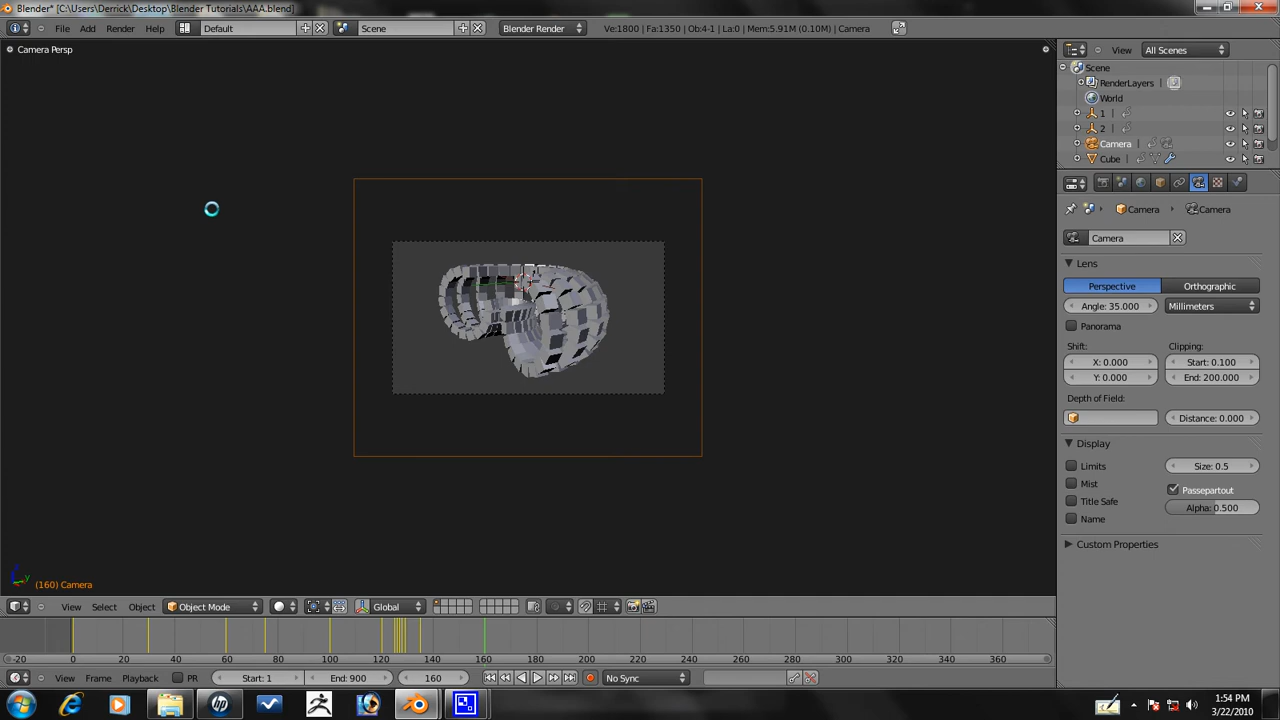 Blender* [C:\Users\Derrick\Desktop\Blender Tutorials\AAA.blend]
File Add Render Help Default Scene Blender Render Ve:1800 | Fa:1350 | Ob:4-1 | La:0 | Mem:5.91M (0.10M) | Camera
Camera Persp
View All Scenes
Scene
RenderLayers
World
1
2
Camera
Cube
Camera Camera
Camera
Lens
Perspective Orthographic
Angle: 35.000 Millimeters
Panorama
Shift: Clipping:
X: 0.000 Start: 0.100
Y: 0.000 End: 200.000
Depth of Field:
Distance: 0.000
Display
Limits Size: 0.5
Mist Passepartout
Title Safe Alpha: 0.500
Name
Custom Properties
(160) Camera
View Select Object Object Mode Global
-20 0 20 40 60 80 100 120 140 160 180 200 220 240 260 280 300 320 340 360
View Frame Playback PR Start: 1 End: 900 160 No Sync
1:54 PM
3/22/2010